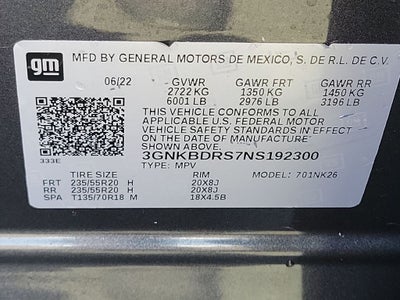 gm
MFD BY GENERAL MOTORS DE MEXICO, S. DE R.L. DE C.V.
06/22 GVWR GAWR FRT GAWR RR
2722 KG 1350 KG 1450 KG
6001 LB 2976 LB 3196 LB
THIS VEHICLE CONFORMS TO ALL APPLICABLE
U.S. FEDERAL MOTOR VEHICLE SAFETY STANDARDS
IN EFFECT ON THE DATE OF MANUFACTURE
SHOWN ABOVE.
3GNKBDRS7NS192300
333E TYPE: MPV MODEL: 701NK26
TIRE SIZE RIM
FRT 235/55R20 H 20X8J
RR 235/55R20 H 20X8J
SPA T135/70R18 M 18X4.5B